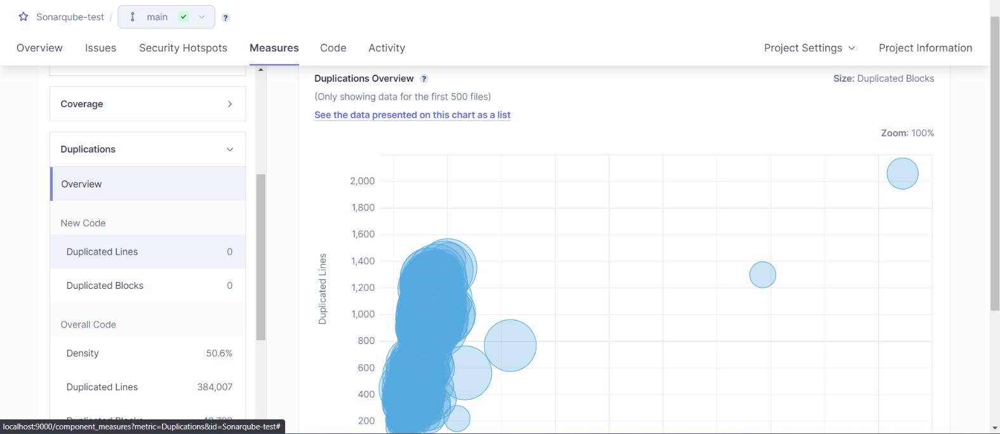 Sonarqube-test / main ?
Overview Issues Security Hotspots Measures Code Activity Project Settings Project Information
Coverage
Duplications
Overview
New Code
Duplicated Lines 0
Duplicated Blocks 0
Overall Code
Density 50.6%
Duplicated Lines 384,007
localhost:9000/component_measures?metric=Duplications&id=Sonarqube-test#
Duplications Overview ?
Size: Duplicated Blocks
(Only showing data for the first 500 files)
See the data presented on this chart as a list
Zoom: 100%
Duplicated Lines
2,000
1,800
1,600
1,400
1,200
1,000
800
600
400
200